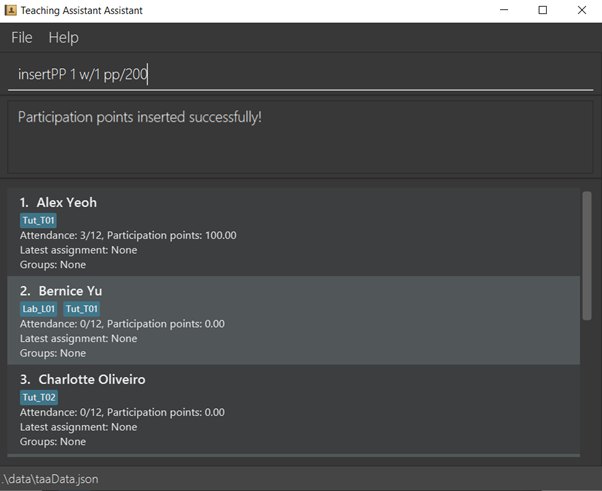 Teaching Assistant Assistant
File Help
insertPP 1 w/1 pp/200
Participation points inserted successfully!
1. Alex Yeoh
Tut_T01
Attendance: 3/12, Participation points: 100.00
Latest assignment: None
Groups: None
2. Bernice Yu
Lab_L01 Tut_T01
Attendance: 0/12, Participation points: 0.00
Latest assignment: None
Groups: None
3. Charlotte Oliveiro
Tut_T02
Attendance: 0/12, Participation points: 0.00
Latest assignment: None
Groups: None
.\data\taaData.json